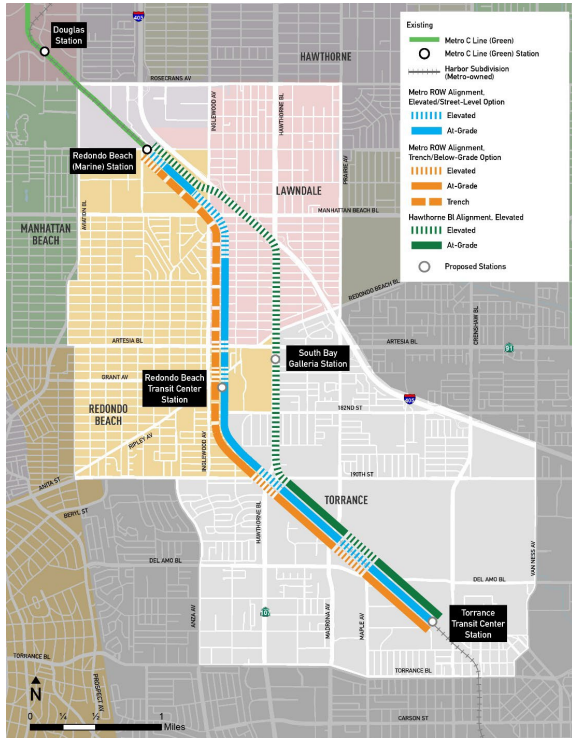 Douglas
Station
405
HAWTHORNE
ROSECRANS AV
INGLEWOOD AV
HAWTHORNE BL
PRAIRIE AV
Redondo Beach
(Marine) Station
LAWNDALE
AVIATION BL
MANHATTAN BEACH BL
MANHATTAN
BEACH
REDONDO BEACH BL
CRENSHAW BL
ARTESIA BL
ARTESIA BL
91
South Bay
Galleria Station
GRANT AV
Redondo Beach
Transit Center
Station
405
REDONDO
BEACH
182ND ST
RIPLEY AV
INGLEWOOD AV
190TH ST
ANITA ST
TORRANCE
BERYL ST
HAWTHORNE BL
VAN NESS AV
DEL AMO BL
DEL AMO BL
107
ANZA AV
MADRONA AV
MAPLE AV
Torrance
Transit Center
Station
TORRANCE BL
TORRANCE BL
PROSPECT AV
CARSON ST
N
0 ¼ ½ 1
Miles
Existing
Metro C Line (Green)
Metro C Line (Green) Station
Harbor Subdivision
(Metro-owned)
Metro ROW Alignment,
Elevated/Street-Level Option
Elevated
At-Grade
Metro ROW Alignment,
Trench/Below-Grade Option
Elevated
At-Grade
Trench
Hawthorne Bl Alignment, Elevated
Elevated
At-Grade
Proposed Stations